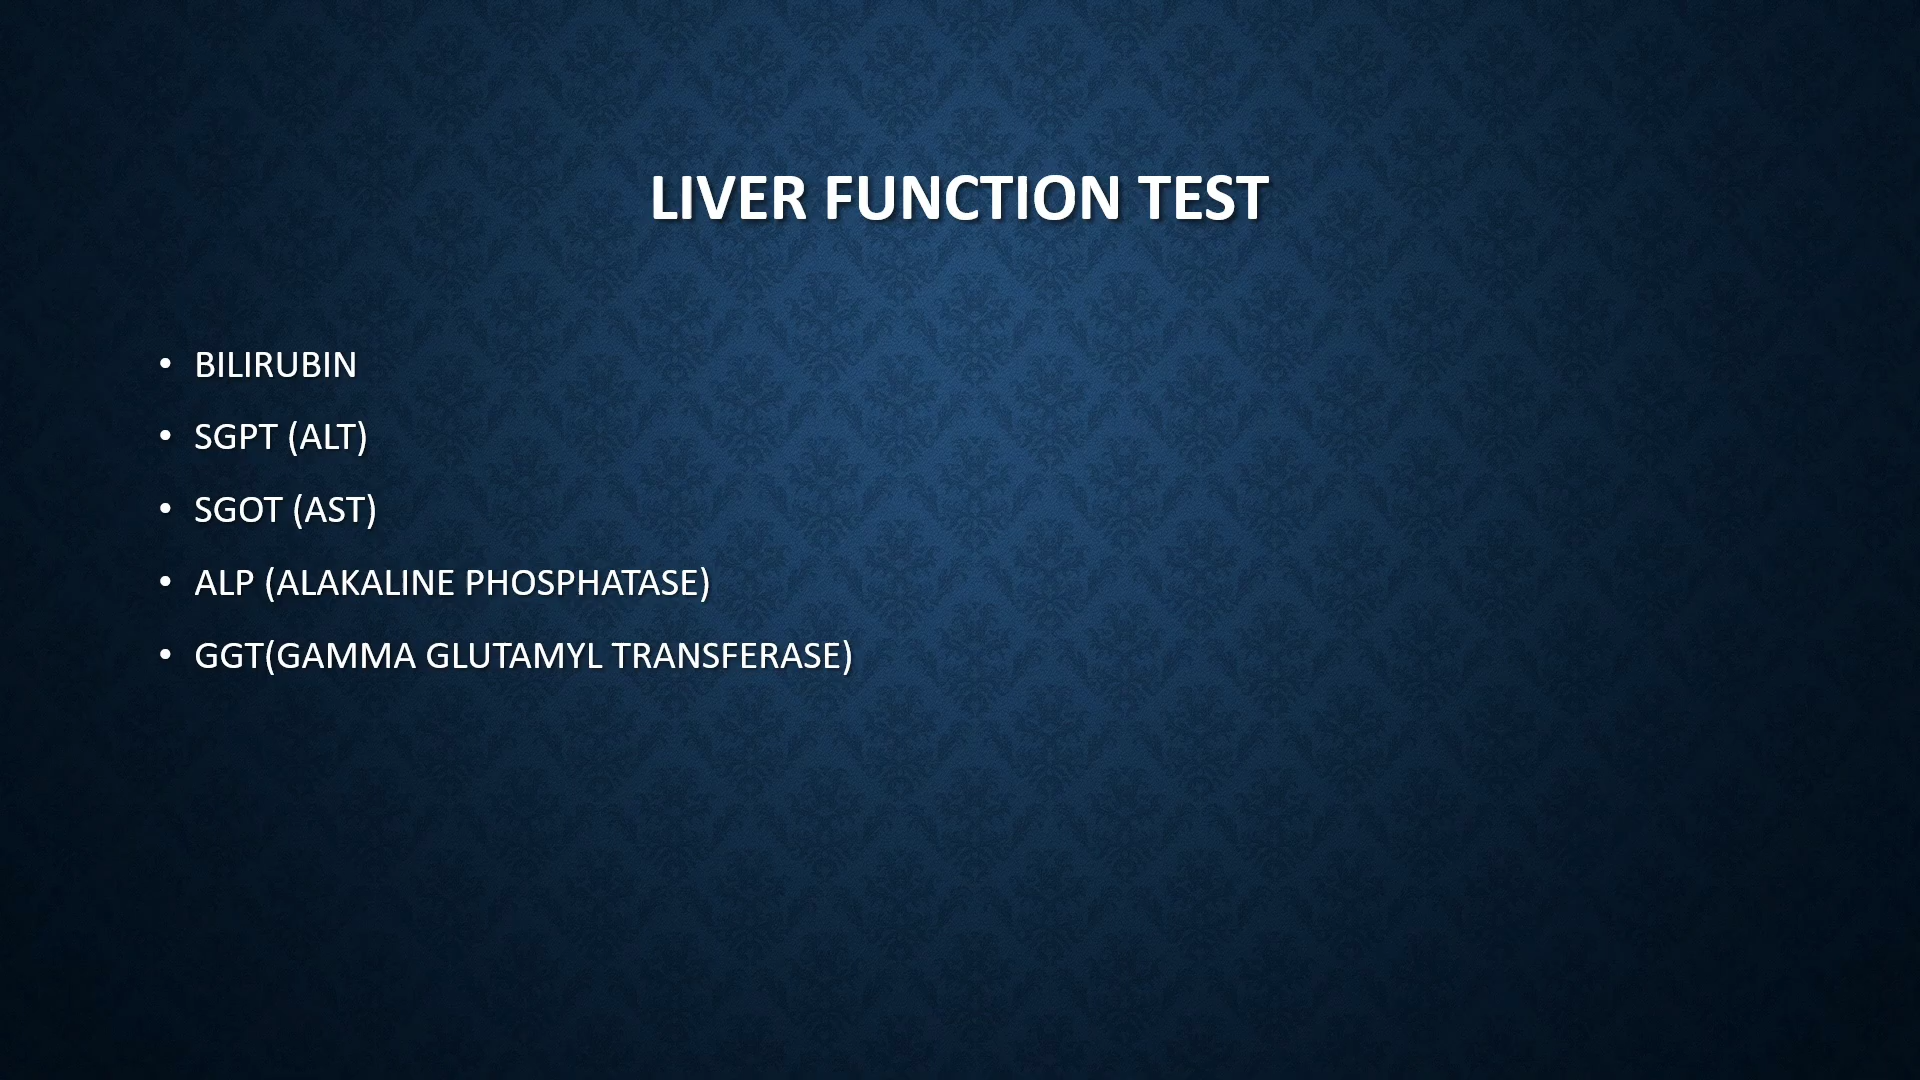 LIVER FUNCTION TEST
• BILIRUBIN
• SGPT (ALT)
• SGOT (AST)
• ALP (ALAKALINE PHOSPHATASE)
• GGT(GAMMA GLUTAMYL TRANSFERASE)